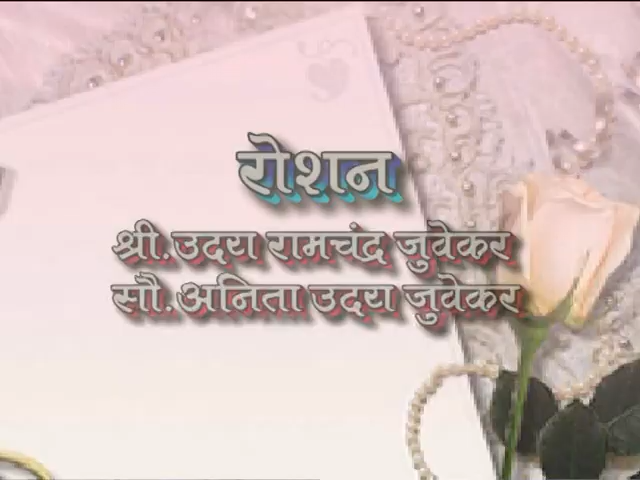 रोशन
श्री.उदय रामचंद्र जुवेकर
सौ.अनिता उदय जुवेकर